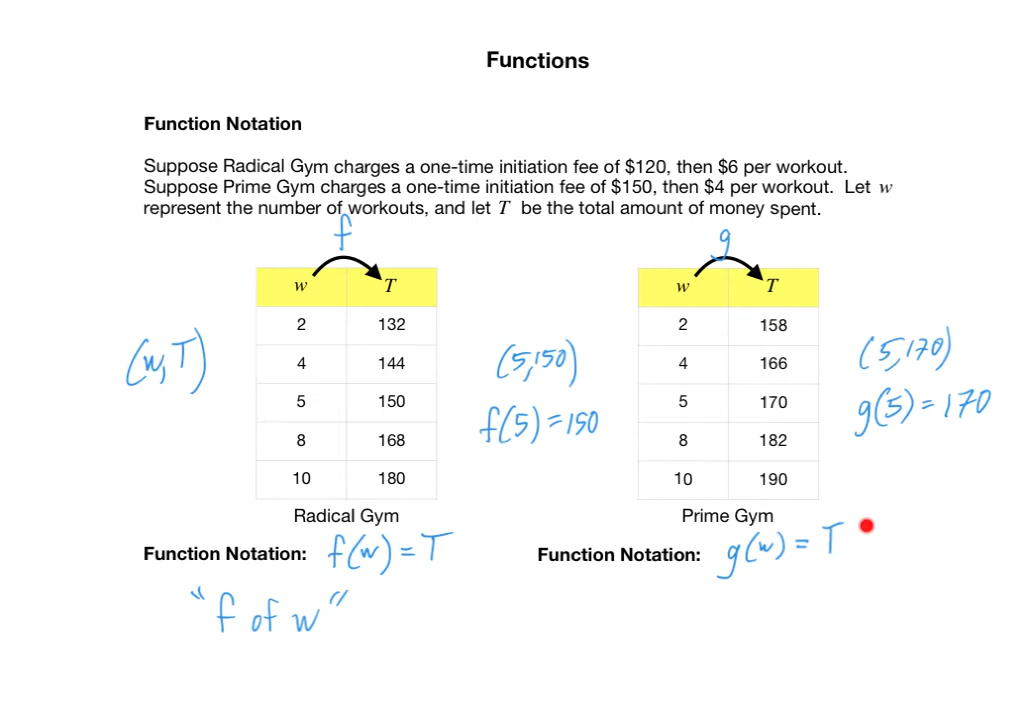 Functions
Function Notation
Suppose Radical Gym charges a one-time initiation fee of $120, then $6 per workout.
Suppose Prime Gym charges a one-time initiation fee of $150, then $4 per workout. Let w
represent the number of workouts, and let T be the total amount of money spent.
f
g
w T
2 132
4 144
5 150
8 168
10 180
Radical Gym
(w, T)
(5,150)
f(5)=150
w T
2 158
4 166
5 170
8 182
10 190
Prime Gym
(5,170)
g(5)=170
Function Notation: f(w) = T
"f of w"
Function Notation: g(w) = T